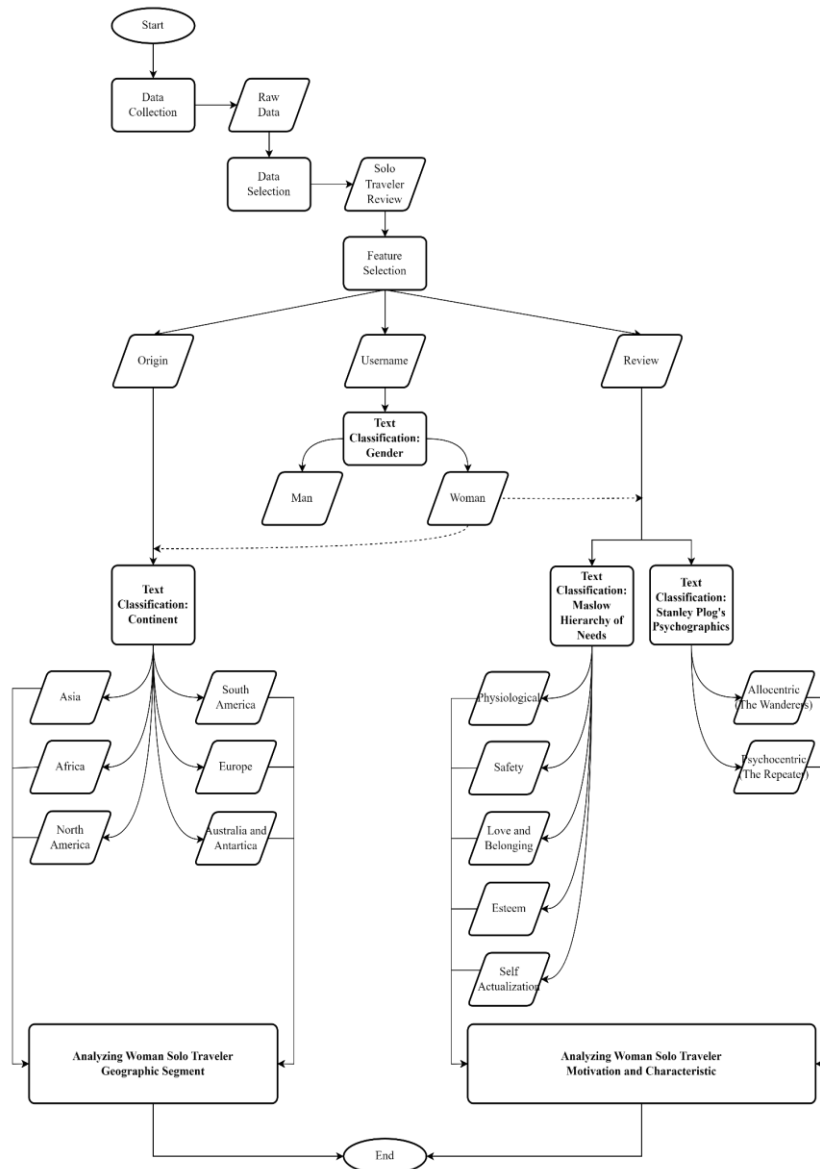 Start
Data
Collection
Raw
Data
Data
Selection
Solo
Traveler
Review
Feature
Selection
Origin
Username
Review
Text
Classification:
Gender
Man
Woman
Text
Classification:
Continent
Text
Classification:
Maslow
Hierarchy of
Needs
Text
Classification:
Stanley Plog's
Psychographics
Asia
South
America
Africa
Europe
North
America
Australia and
Antartica
Physiological
Safety
Love and
Belonging
Esteem
Self
Actualization
Allocentric
(The Wanderers)
Psychocentric
(The Repeater)
Analyzing Woman Solo Traveler
Geographic Segment
Analyzing Woman Solo Traveler
Motivation and Characteristic
End